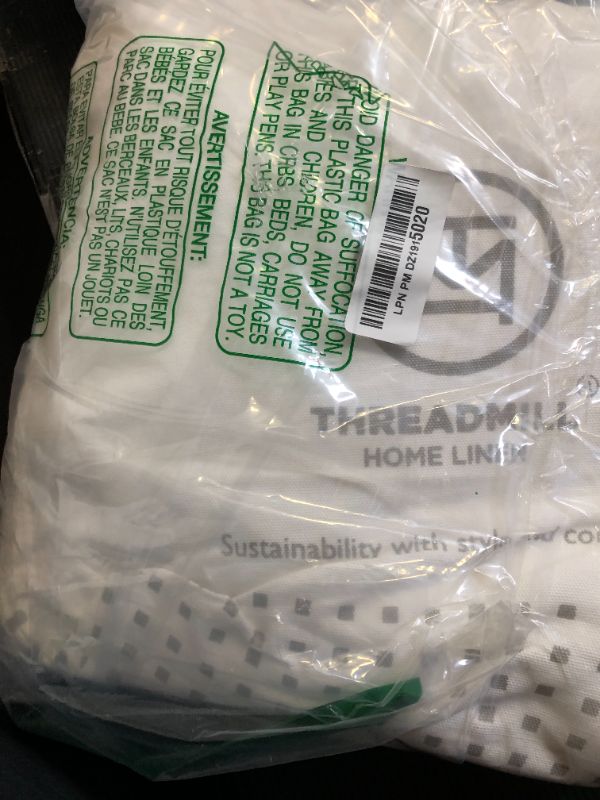 POUR ÉVITER TOUT RISQUE D'ÉTOUFFEMENT,
GARDEZ CE SAC EN PLASTIQUE LOIN DES
BÉBÉS ET LES ENFANTS. N'UTILISEZ PAS CE
SAC DANS LES BERCEAUX, LITS, CHARIOTS OU
PARC AU BEBE. CE SAC N'EST PAS UN JOUET.
AVERTISSEMENT:
DANGER OF SUFFOCATION,
THIS PLASTIC BAG AWAY FROM
AND CHILDREN. DO NOT USE
BAG IN CRIBS, BEDS, CARRIAGES
OR PLAY PENS. THIS BAG IS NOT A TOY.
LPN PM DZ1915020
THREADMILL
HOME LINEN
Sustainability with